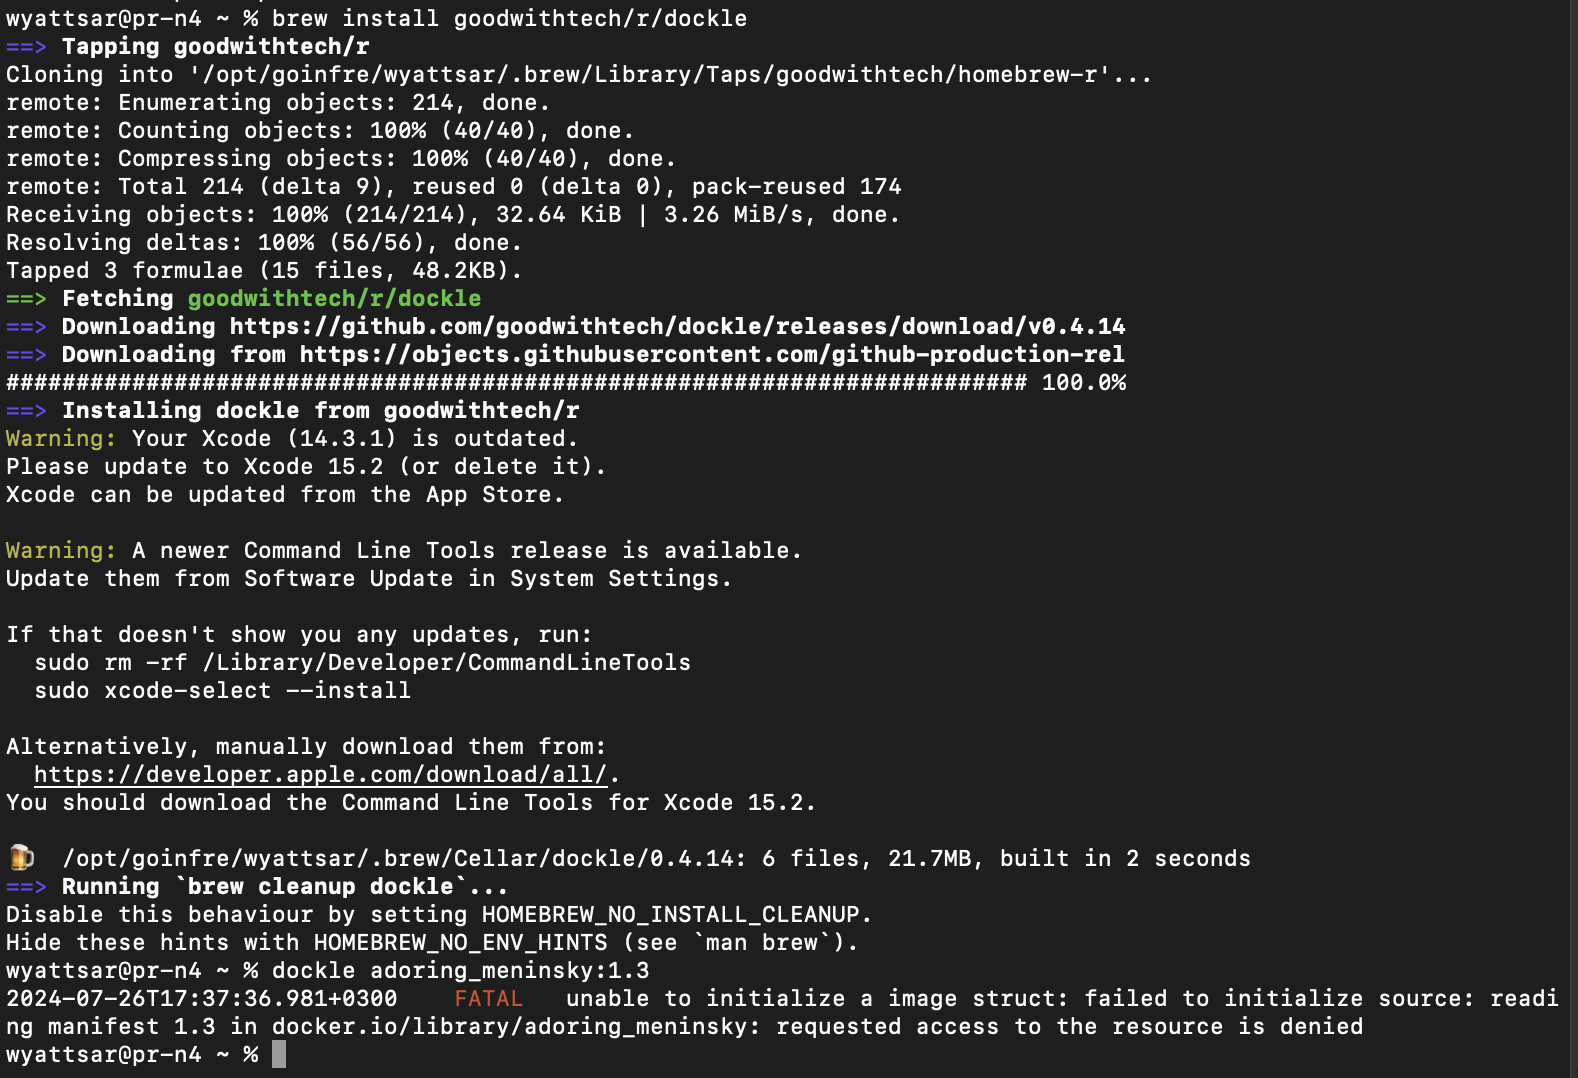 wyattsar@pr-n4 ~ % brew install goodwithtech/r/dockle
==> Tapping goodwithtech/r
Cloning into '/opt/goinfre/wyattsar/.brew/Library/Taps/goodwithtech/homebrew-r'...
remote: Enumerating objects: 214, done.
remote: Counting objects: 100% (40/40), done.
remote: Compressing objects: 100% (40/40), done.
remote: Total 214 (delta 9), reused 0 (delta 0), pack-reused 174
Receiving objects: 100% (214/214), 32.64 KiB | 3.26 MiB/s, done.
Resolving deltas: 100% (56/56), done.
Tapped 3 formulae (15 files, 48.2KB).
==> Fetching goodwithtech/r/dockle
==> Downloading https://github.com/goodwithtech/dockle/releases/download/v0.4.14
==> Downloading from https://objects.githubusercontent.com/github-production-rel
######################################################################### 100.0%
==> Installing dockle from goodwithtech/r
Warning: Your Xcode (14.3.1) is outdated.
Please update to Xcode 15.2 (or delete it).
Xcode can be updated from the App Store.

Warning: A newer Command Line Tools release is available.
Update them from Software Update in System Settings.

If that doesn't show you any updates, run:
  sudo rm -rf /Library/Developer/CommandLineTools
  sudo xcode-select --install

Alternatively, manually download them from:
  https://developer.apple.com/download/all/.
You should download the Command Line Tools for Xcode 15.2.

🍺  /opt/goinfre/wyattsar/.brew/Cellar/dockle/0.4.14: 6 files, 21.7MB, built in 2 seconds
==> Running `brew cleanup dockle`...
Disable this behaviour by setting HOMEBREW_NO_INSTALL_CLEANUP.
Hide these hints with HOMEBREW_NO_ENV_HINTS (see `man brew`).
wyattsar@pr-n4 ~ % dockle adoring_meninsky:1.3
2024-07-26T17:37:36.981+0300    FATAL   unable to initialize a image struct: failed to initialize source: readi
ng manifest 1.3 in docker.io/library/adoring_meninsky: requested access to the resource is denied
wyattsar@pr-n4 ~ %